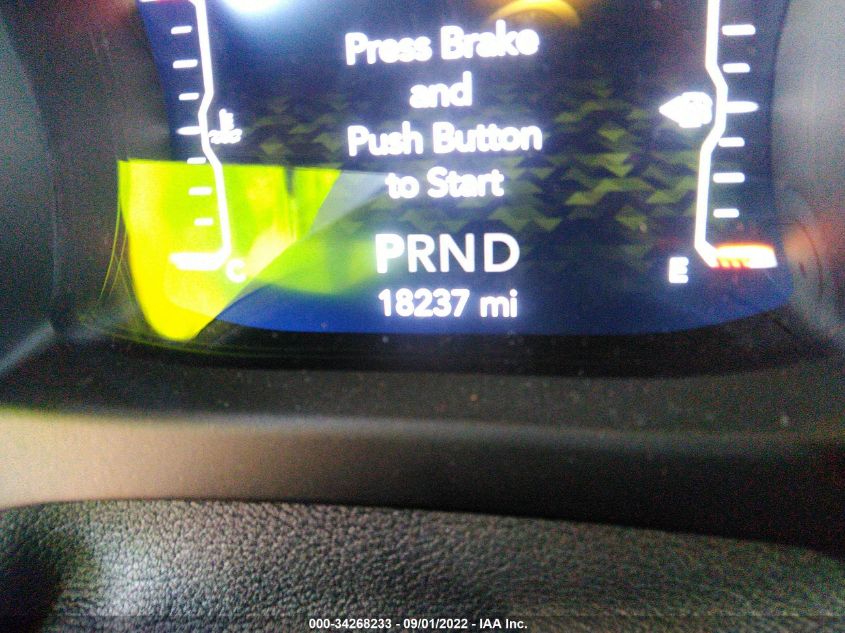 Press Brake
and
Push Button
to Start
PRND
18237 mi
C
E
000-34268233 - 09/01/2022 - IAA Inc.